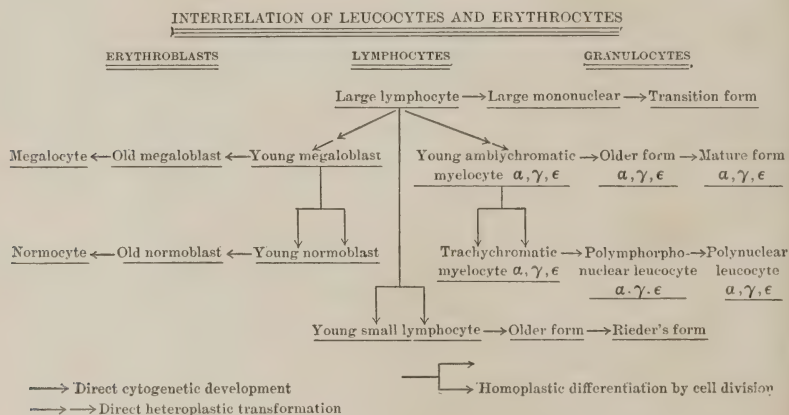 INTERRELATION OF LEUCOCYTES AND ERYTHROCYTES
ERYTHROBLASTS LYMPHOCYTES GRANULOCYTES
Large lymphocyte Large mononuclear Transition form
Megalocyte Old megaloblast Young megaloblast Young amblychromatic Older form Mature form
myelocyte α, γ, ε α, γ, ε α, γ, ε
Normocyte Old normoblast Young normoblast Trachychromatic Polymphorpho- Polynuclear
myelocyte α, γ, ε nuclear leucocyte leucocyte
α . γ . ε α, γ, ε
Young small lymphocyte Older form Rieder's form
Direct cytogenetic development Homoplastic differentiation by cell division
Direct heteroplastic transformation